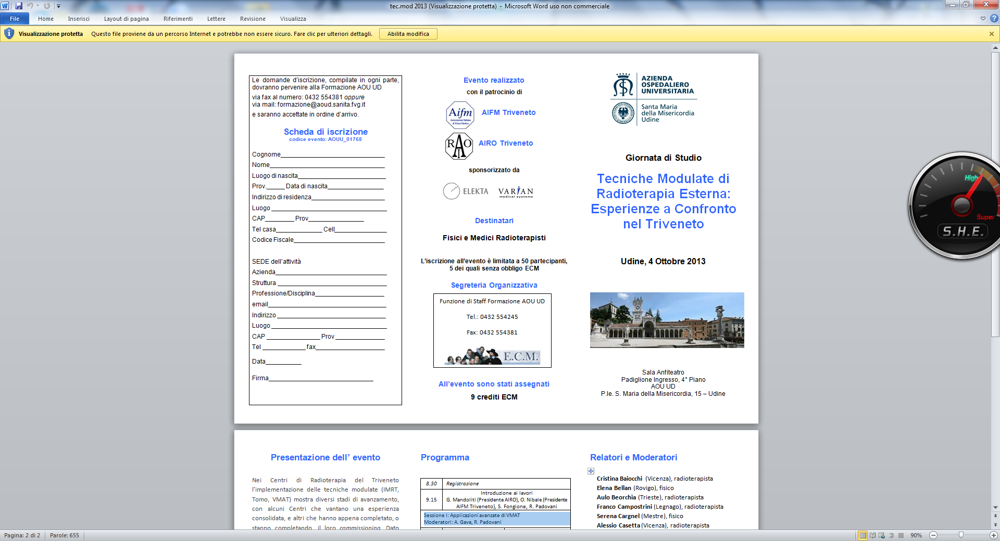 tec.mod 2013 (Visualizzazione protetta) - Microsoft Word uso non commerciale
File Home Inserisci Layout di pagina Riferimenti Lettere Revisione Visualizza
Visualizzazione protetta Questo file proviene da un percorso Internet e potrebbe non essere sicuro. Fare clic per ulteriori dettagli. Abilita modifica
Le domande d'iscrizione, compilate in ogni parte,
dovranno pervenire alla Formazione AOU UD
via fax al numero: 0432 554381 oppure
via mail: formazione@aoud.sanita.fvg.it
e saranno accettate in ordine d'arrivo.
Scheda di iscrizione
codice evento: AOUU_01768
Cognome
Nome
Luogo di nascita
Prov. Data di nascita
Indirizzo di residenza
Luogo
CAP Prov
Tel casa Cell
Codice Fiscale
SEDE dell'attività
Azienda
Struttura
Professione/Disciplina
email
Indirizzo
Luogo
CAP Prov
Tel fax
Data
Firma
Evento realizzato
con il patrocinio di
Aifm
Associazione Italiana
di Fisica Medica
AIFM Triveneto
RAO
I
AIRO Triveneto
sponsorizzato da
ELEKTA VARIAN
medical systems
Destinatari
Fisici e Medici Radioterapisti
L'iscrizione all'evento è limitata a 50 partecipanti,
5 dei quali senza obbligo ECM
Segreteria Organizzativa
Funzione di Staff Formazione AOU UD
Tel.: 0432 554245
Fax: 0432 554381
E.C.M.
All'evento sono stati assegnati
9 crediti ECM
AZIENDA
OSPEDALIERO
UNIVERSITARIA
Santa Maria
della Misericordia
Udine
Giornata di Studio
Tecniche Modulate di
Radioterapia Esterna:
Esperienze a Confronto
nel Triveneto
Udine, 4 Ottobre 2013
Sala Anfiteatro
Padiglione Ingresso, 4° Piano
AOU UD
P.le. S. Maria della Misericordia, 15 – Udine
High
Super
S.H.E.
Presentazione dell' evento
Nei Centri di Radioterapia del Triveneto
l'implementazione delle tecniche modulate (IMRT,
Tomo, VMAT) mostra diversi stadi di avanzamento,
con alcuni Centri che vantano una esperienza
consolidata, e altri che hanno appena completato, o
stanno completando, il loro commissioning. Dato
Programma
8.30 Registrazione
9.15 Introduzione ai lavori
G. Mandoliti (Presidente AIRO), O. Nibale (Presidente
AIFM Triveneto), S. Fongione, R. Padovani
Sessione I: Applicazioni avanzate di VMAT
Moderatori: A. Gava, R. Padovani
Relatori e Moderatori
Cristina Baiocchi (Vicenza), radioterapista
Elena Bellan (Rovigo), fisico
Aulo Beorchia (Trieste), radioterapista
Franco Campostrini (Legnago), radioterapista
Serena Cargnel (Mestre), fisico
Alessio Casetta (Vicenza), radioterapista
Pagina: 2 di 2 Parole: 655 90%